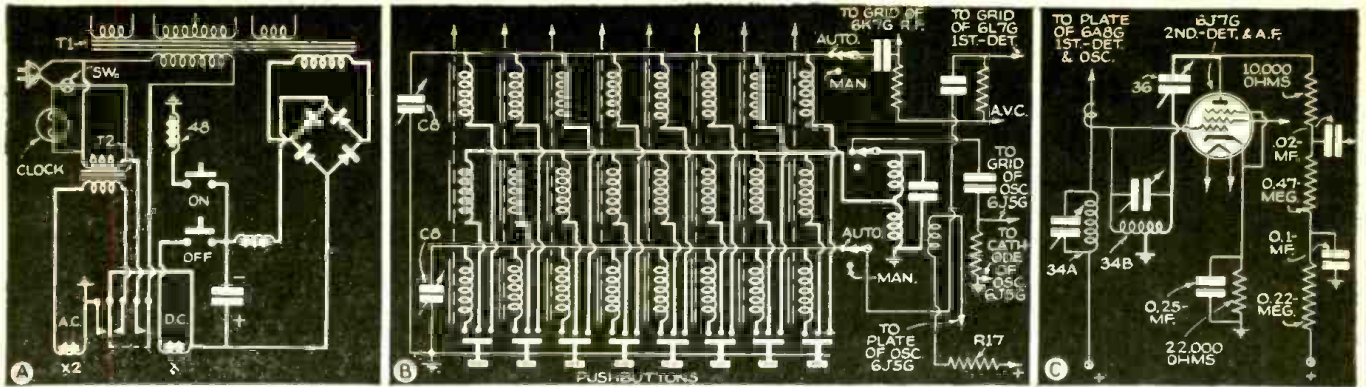 T1
SW.
CLOCK
T2
48
ON
OFF
A.C.
D.C.
X2
X
A
C8
C8
PUSHBUTTONS
B
TO GRID OF
6K7G R.F.
AUTO.
MAN.
TO GRID
OF 6L7G
1ST.-DET.
A.V.C.
TO
GRID
OF OSC.
6J5G
AUTO.
MAN.
TO
CATH-
ODE OF
OSC.
6J5G
TO
PLATE
OF OSC.
6J5G
R17
+
TO PLATE
OF 6A8G
1ST.-DET.
& OSC.
6J7G
2ND.-DET. & A.F.
36
10,000
OHMS
.02-
MF.
0.47-
MEG.
0.1-
MF.
0.22-
MEG.
34A
34B
0.25-
MF.
22,000
OHMS
+
+
C